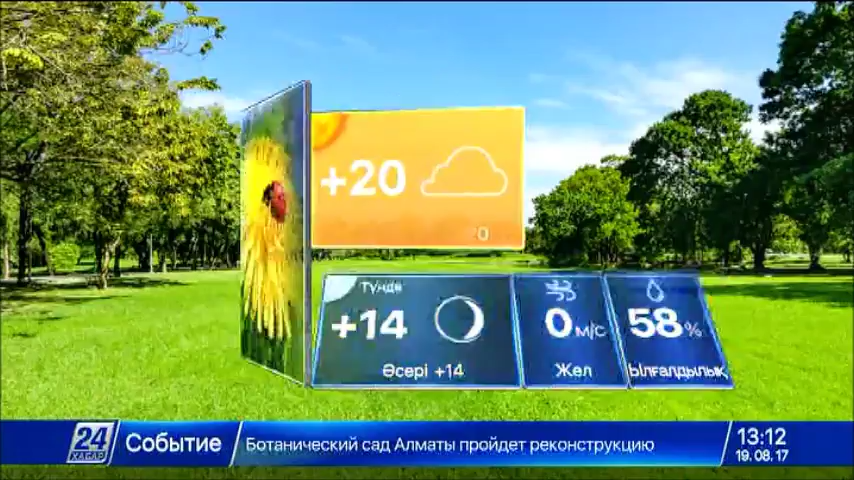 +20
Түнде
+14
Әсері +14
0 м/с
Жел
58 %
Ылғалдылық
24
ХАБАР
Событие
Ботанический сад Алматы пройдет реконструкцию
13:12
19.08.17